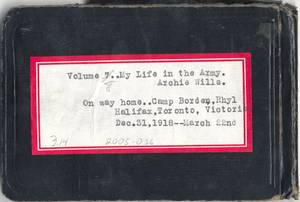 Volume 7..My Life in the Army.
Archie Wills.
On way home..Camp Borden,Rhyl
Halifax,Toronto, Victoria
Dec.31,1918--March 22nd
2005-036